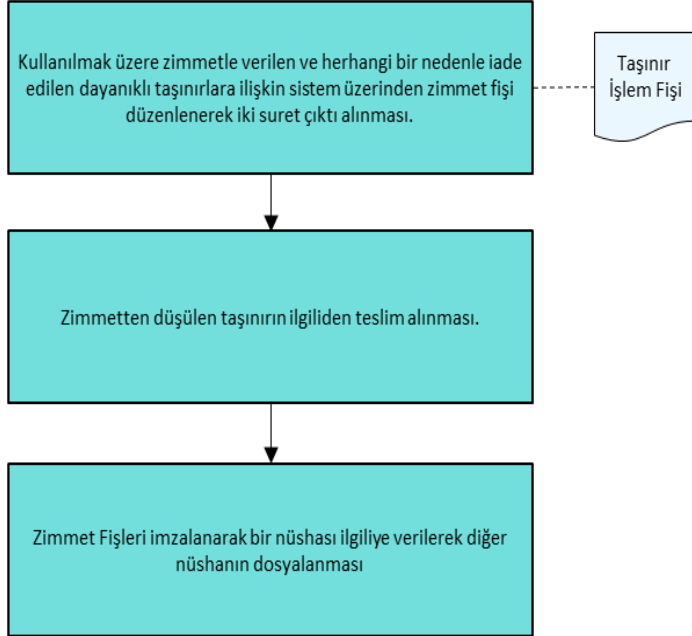 Kullanılmak üzere zimmetle verilen ve herhangi bir nedenle iade
edilen dayanıklı taşınırlara ilişkin sistem üzerinden zimmet fişi
düzenlenerek iki suret çıktı alınması.
Taşınır
İşlem Fişi
Zimmetten düşülen taşınırın ilgiliden teslim alınması.
Zimmet Fişleri imzalanarak bir nüshası ilgiliye verilerek diğer
nüshanın dosyalanması